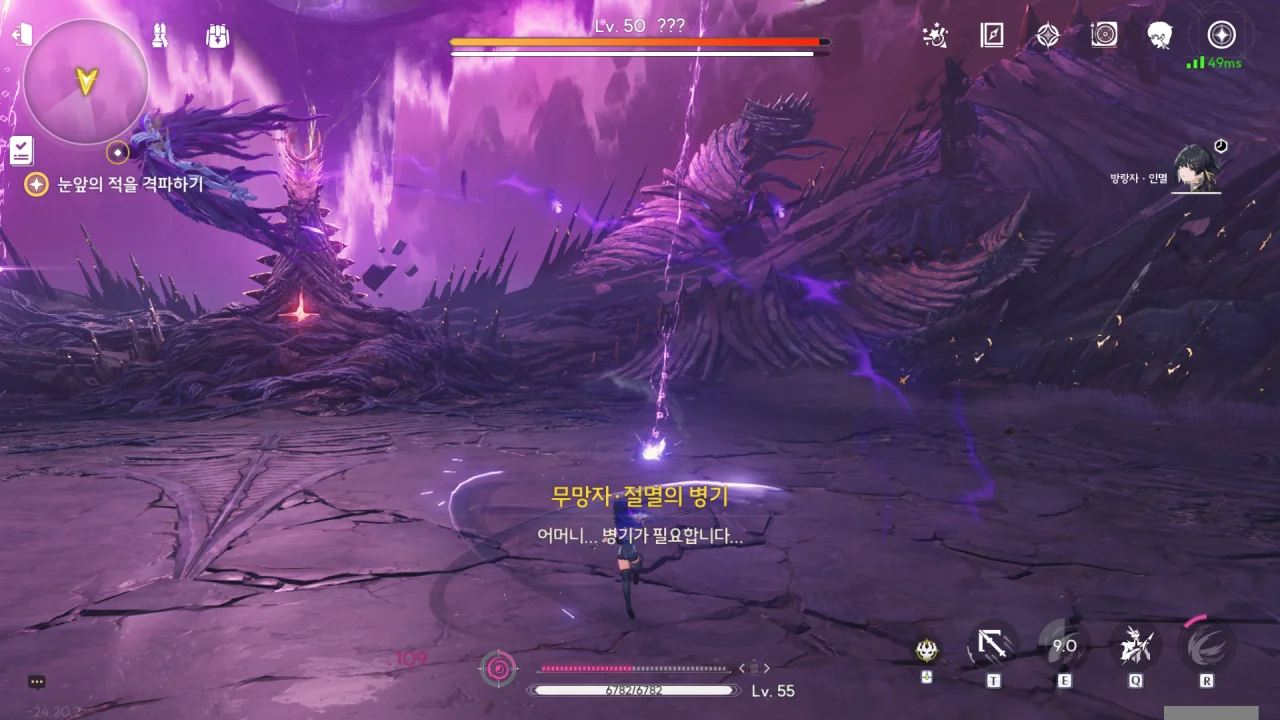 Lv. 50 ???
49ms
눈앞의 적을 격파하기
방랑자 · 인멸
무망자 · 절멸의 병기
어머니... 병기가 필요합니다...
109
9.0
6782/6782
Lv. 55
T
E
Q
R